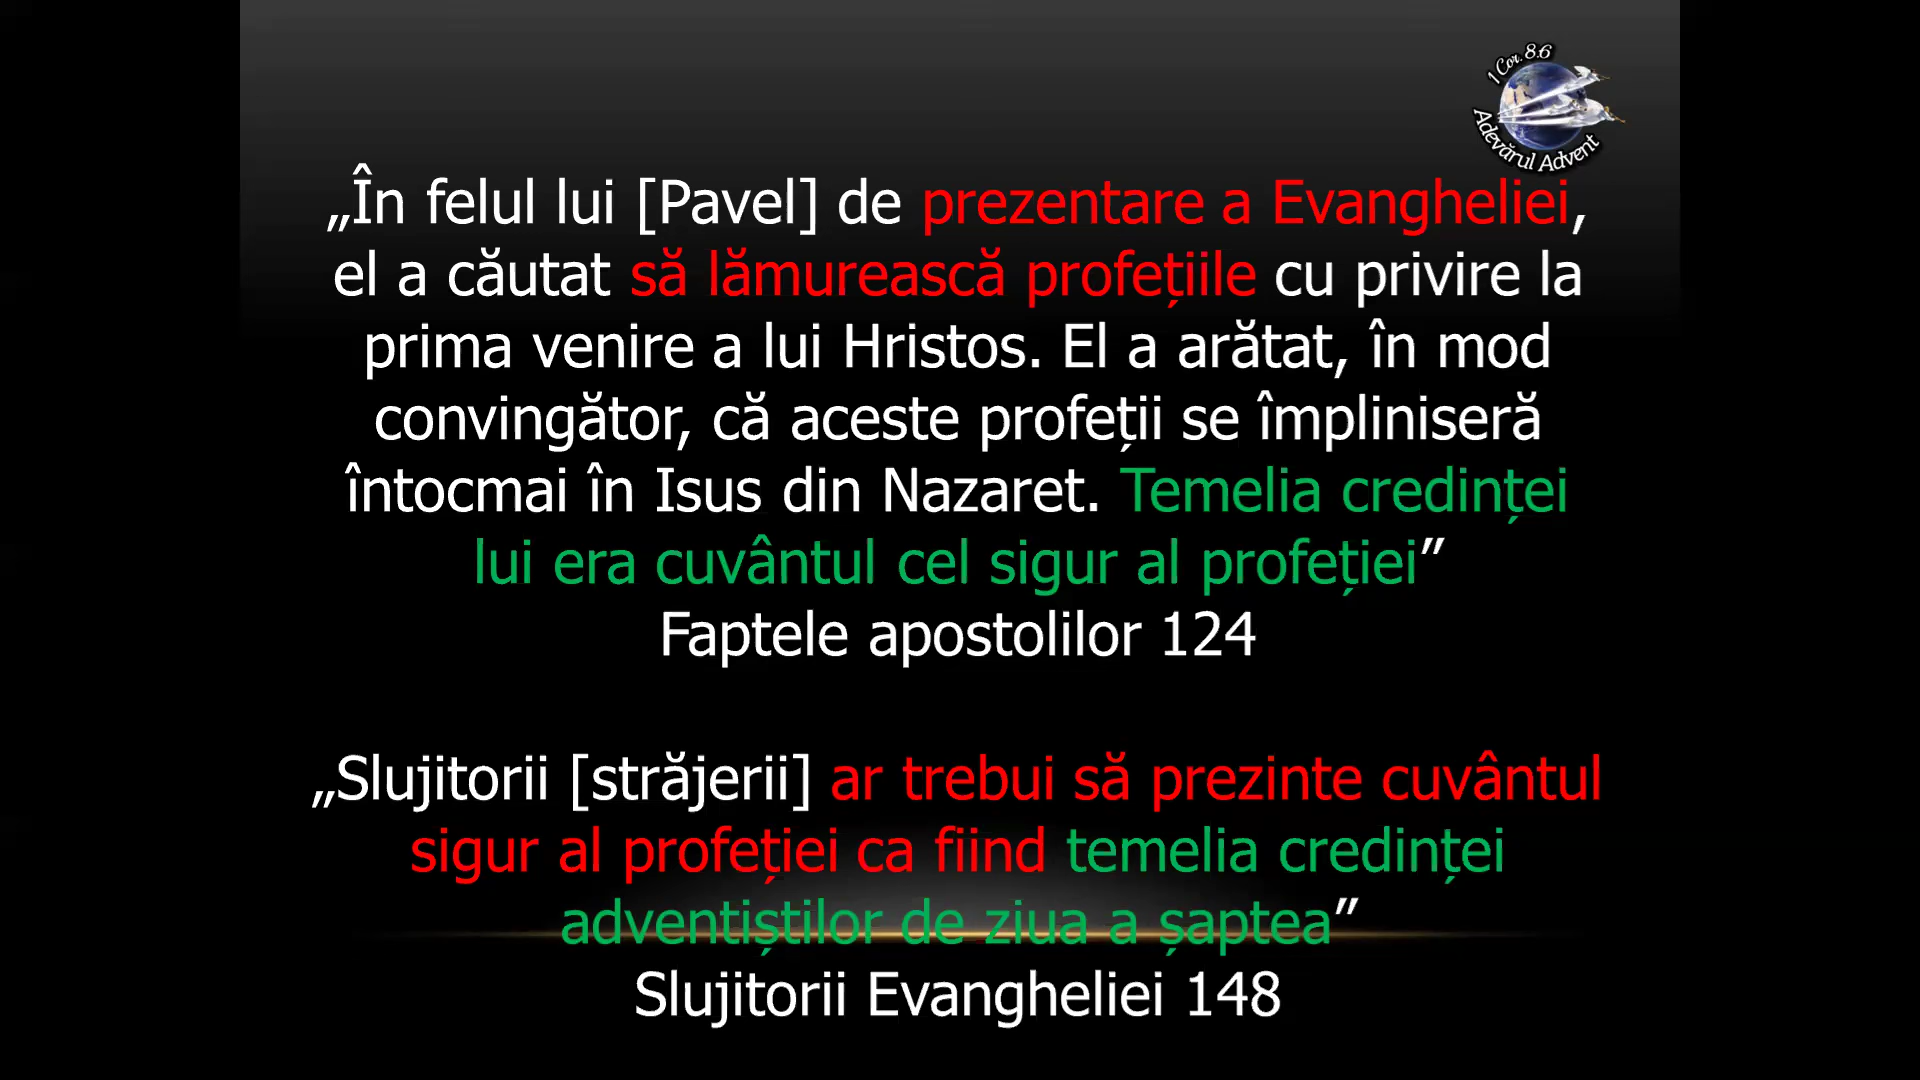 1 Cor. 8:6
Adevărul Advent
„În felul lui [Pavel] de prezentare a Evangheliei,
el a căutat să lămurească profețiile cu privire la
prima venire a lui Hristos. El a arătat, în mod
convingător, că aceste profeții se împliniseră
întocmai în Isus din Nazaret. Temelia credinței
lui era cuvântul cel sigur al profeției”
Faptele apostolilor 124
„Slujitorii [străjerii] ar trebui să prezinte cuvântul
sigur al profeției ca fiind temelia credinței
adventiștilor de ziua a șaptea”
Slujitorii Evangheliei 148